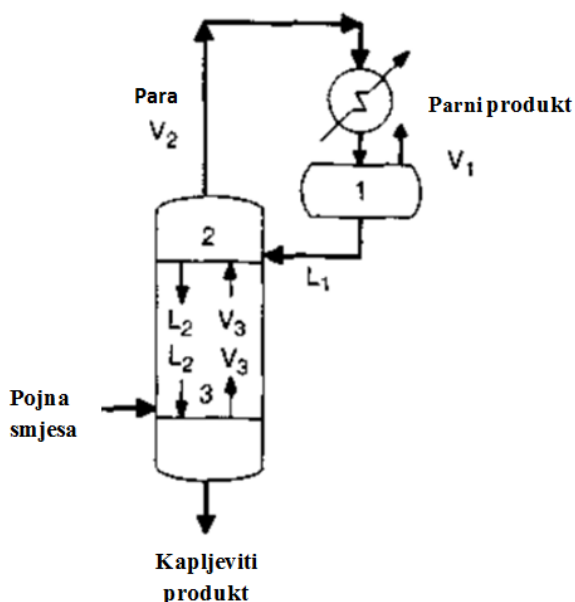 Para
V2
Parni produkt
V1
1
2
L1
L2 V3
L2 V3
3
Pojna
smjesa
Kapljeviti
produkt